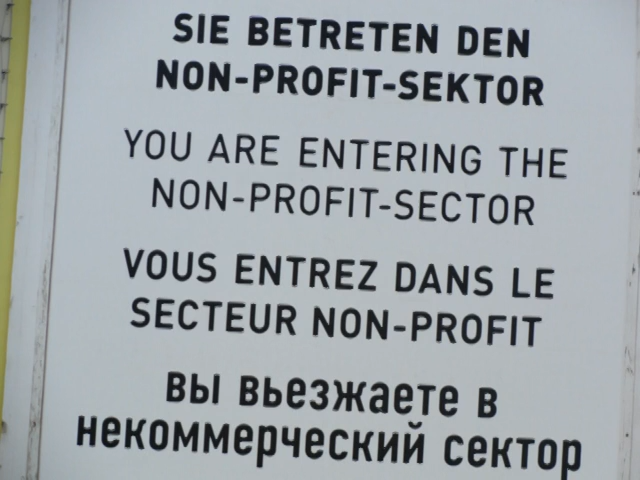 SIE BETRETEN DEN
NON-PROFIT-SEKTOR
YOU ARE ENTERING THE
NON-PROFIT-SECTOR
VOUS ENTREZ DANS LE
SECTEUR NON-PROFIT
вы вьезжаете в
некоммерческий сектор